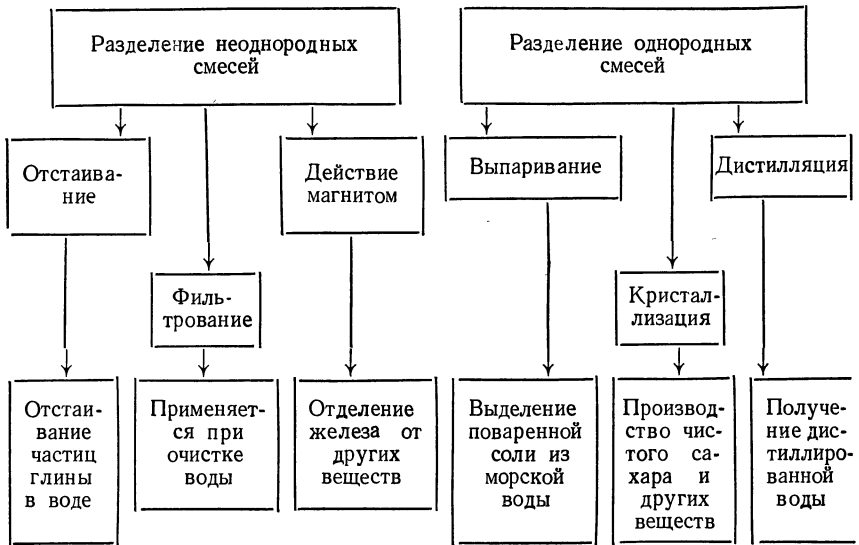 Разделение неоднородных
смесей
Разделение однородных
смесей
Отстаива-
ние
Действие
магнитом
Выпаривание
Дистилляция
Филь-
трование
Кристал-
лизация
Отстаи-
вание
частиц
глины
в воде
Применяет-
ся при
очистке
воды
Отделение
железа от
других
веществ
Выделение
поваренной
соли из
морской
воды
Производ-
ство чис-
того са-
хара и
других
веществ
Получе-
ние дис-
тиллиро-
ванной
воды